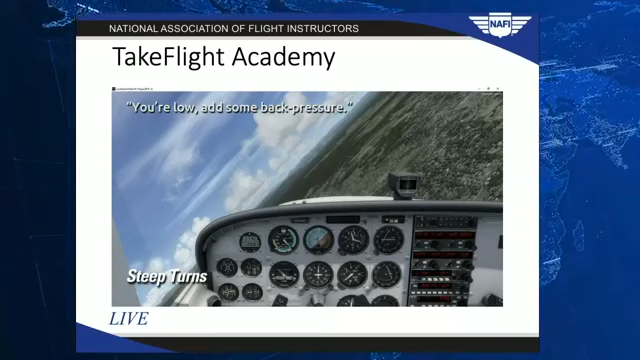 NATIONAL ASSOCIATION OF FLIGHT INSTRUCTORS
NAFI
TakeFlight Academy
"You're low, add some back-pressure."
Steep Turns
LIVE